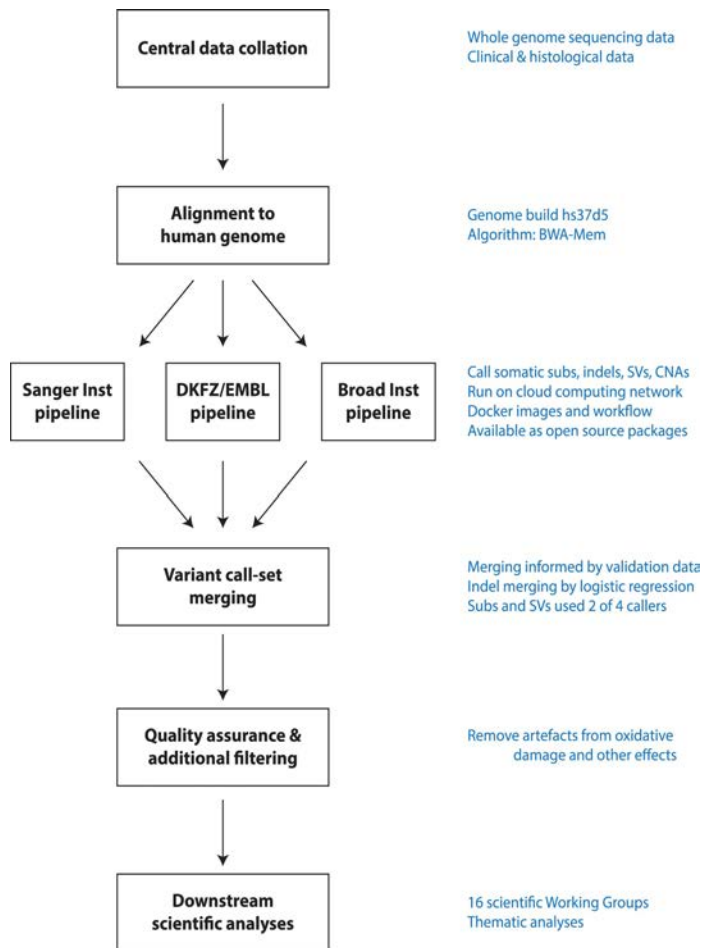 Central data collation
Whole genome sequencing data
Clinical & histological data
Alignment to
human genome
Genome build hs37d5
Algorithm: BWA-Mem
Sanger Inst
pipeline
DKFZ/EMBL
pipeline
Broad Inst
pipeline
Call somatic subs, indels, SVs, CNAs
Run on cloud computing network
Docker images and workflow
Available as open source packages
Variant call-set
merging
Merging informed by validation data
Indel merging by logistic regression
Subs and SVs used 2 of 4 callers
Quality assurance &
additional filtering
Remove artefacts from oxidative
damage and other effects
Downstream
scientific analyses
16 scientific Working Groups
Thematic analyses